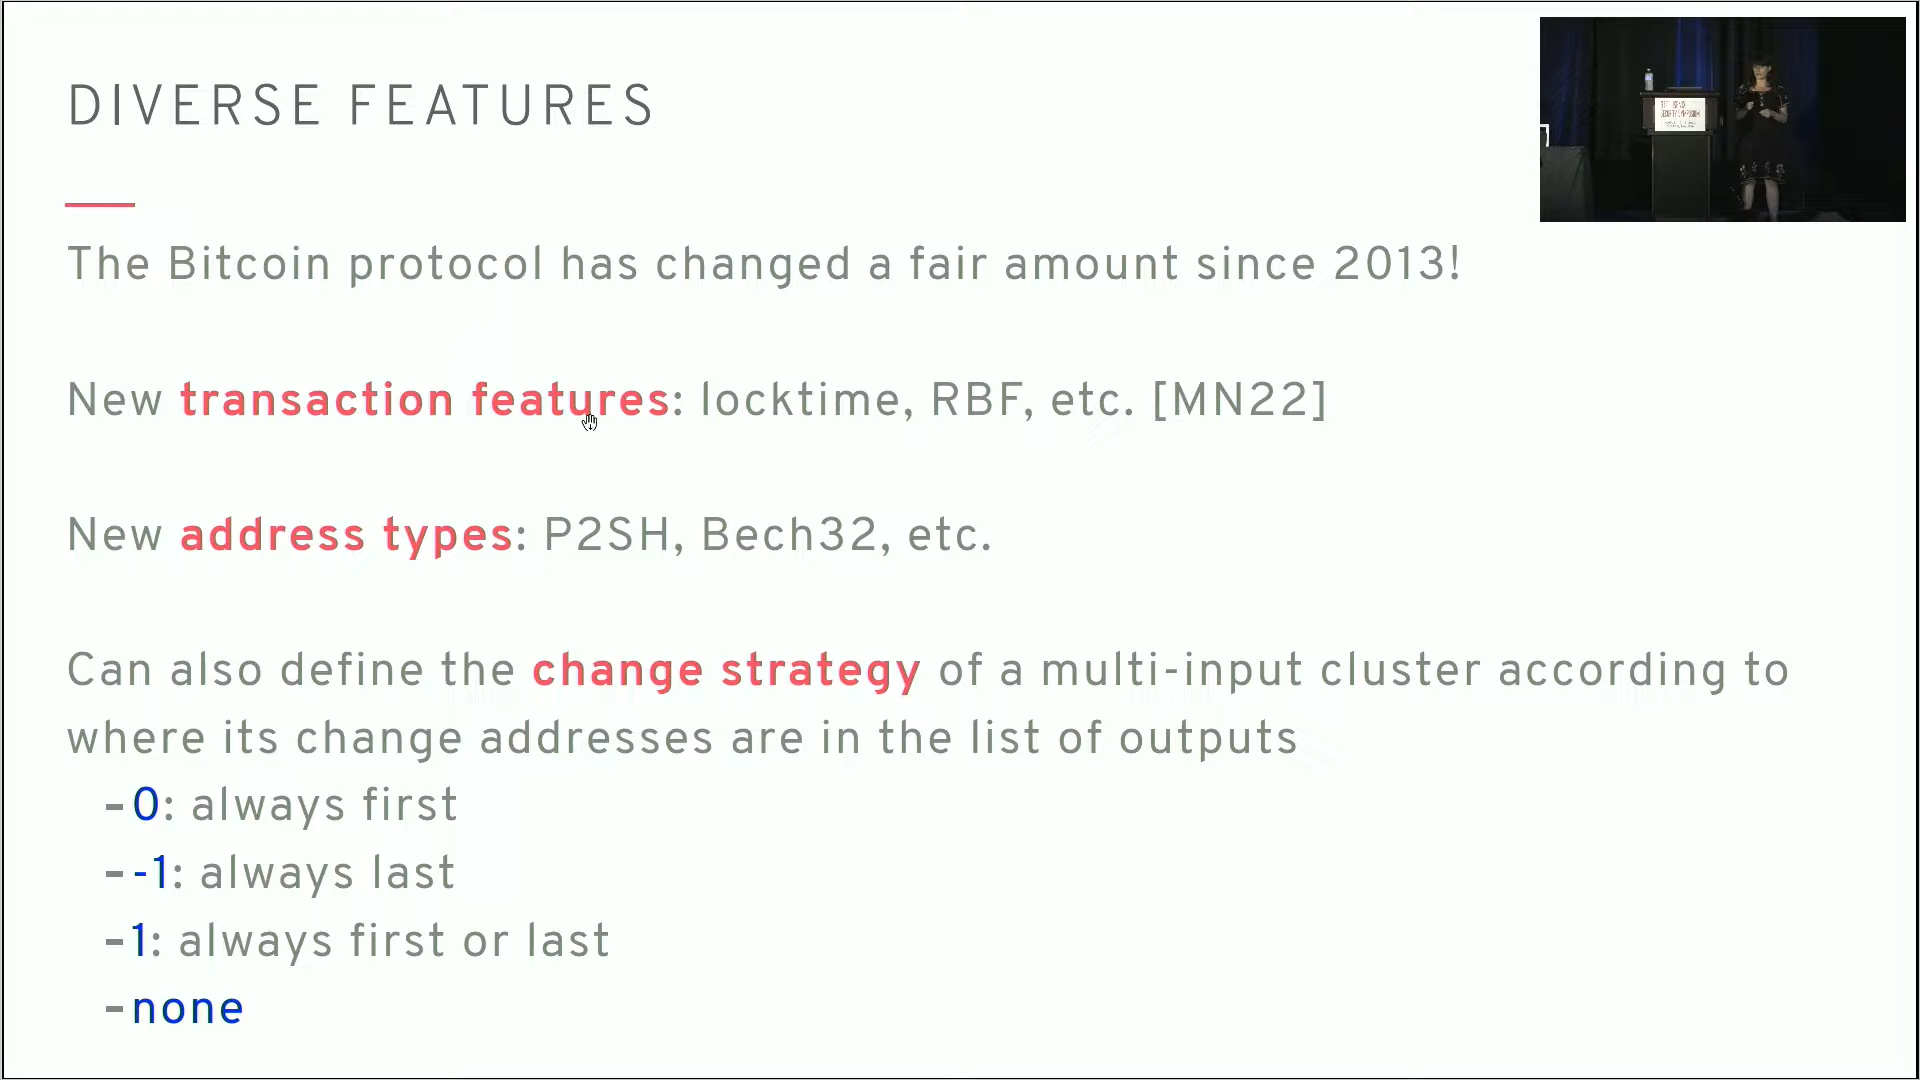 DIVERSE FEATURES
The Bitcoin protocol has changed a fair amount since 2013!
New transaction features: locktime, RBF, etc. [MN22]
New address types: P2SH, Bech32, etc.
Can also define the change strategy of a multi-input cluster according to
where its change addresses are in the list of outputs
–0: always first
–-1: always last
–1: always first or last
–none
SECURITY SYMPOSIUM